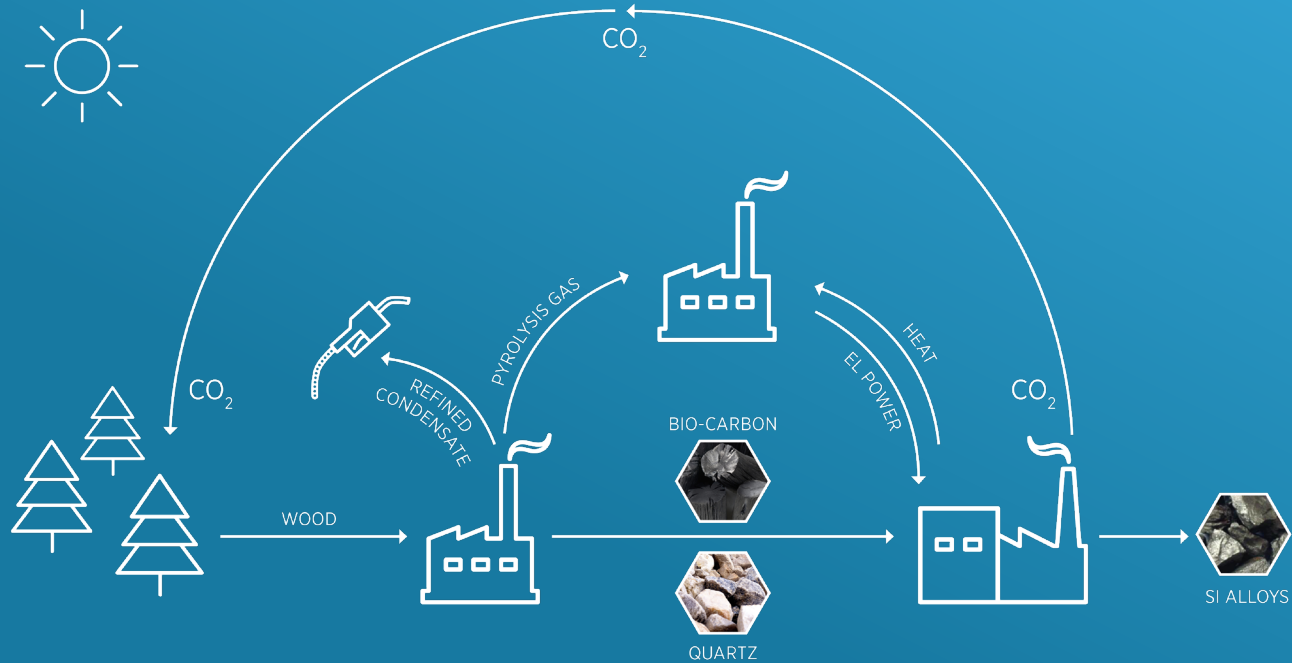 CO₂
PYROLYSIS GAS
HEAT
EL POWER
REFINED
CONDENSATE
CO₂
CO₂
BIO-CARBON
WOOD
SI ALLOYS
QUARTZ